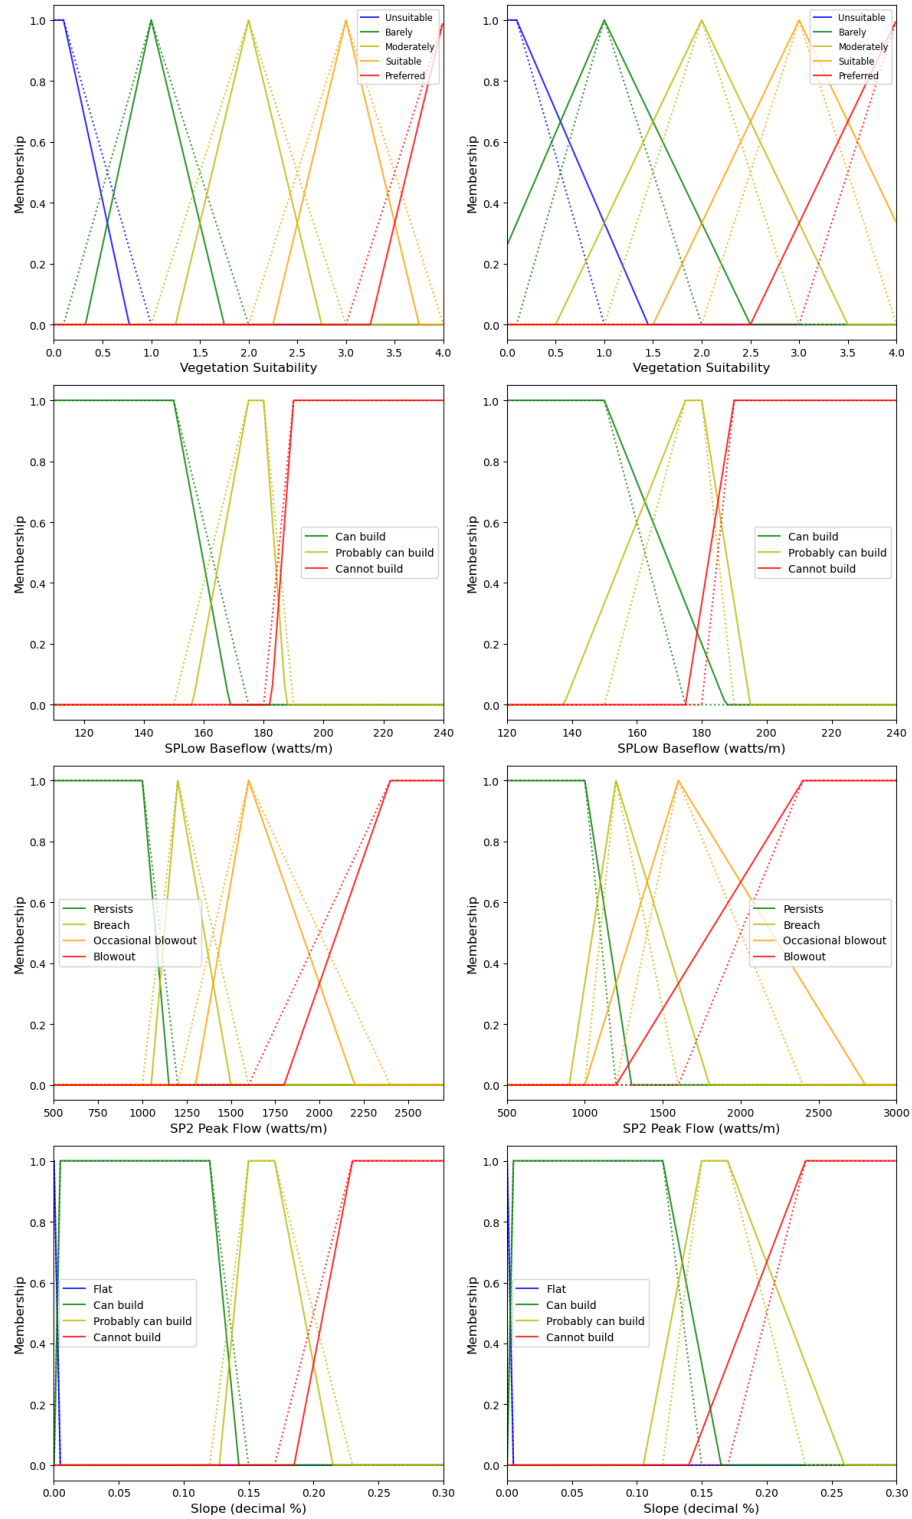 Membership
1.0
0.8
0.6
0.4
0.2
0.0
Unsuitable
Barely
Moderately
Suitable
Preferred
0.0 0.5 1.0 1.5 2.0 2.5 3.0 3.5 4.0
Vegetation Suitability
Membership
1.0
0.8
0.6
0.4
0.2
0.0
Unsuitable
Barely
Moderately
Suitable
Preferred
0.0 0.5 1.0 1.5 2.0 2.5 3.0 3.5 4.0
Vegetation Suitability
Membership
1.0
0.8
0.6
0.4
0.2
0.0
Can build
Probably can build
Cannot build
120 140 160 180 200 220 240
SPLow Baseflow (watts/m)
Membership
1.0
0.8
0.6
0.4
0.2
0.0
Can build
Probably can build
Cannot build
120 140 160 180 200 220 240
SPLow Baseflow (watts/m)
Membership
1.0
0.8
0.6
0.4
0.2
0.0
Persists
Breach
Occasional blowout
Blowout
500 750 1000 1250 1500 1750 2000 2250 2500
SP2 Peak Flow (watts/m)
Membership
1.0
0.8
0.6
0.4
0.2
0.0
Persists
Breach
Occasional blowout
Blowout
500 1000 1500 2000 2500 3000
SP2 Peak Flow (watts/m)
Membership
1.0
0.8
0.6
0.4
0.2
0.0
Flat
Can build
Probably can build
Cannot build
0.00 0.05 0.10 0.15 0.20 0.25 0.30
Slope (decimal %)
Membership
1.0
0.8
0.6
0.4
0.2
0.0
Flat
Can build
Probably can build
Cannot build
0.00 0.05 0.10 0.15 0.20 0.25 0.30
Slope (decimal %)